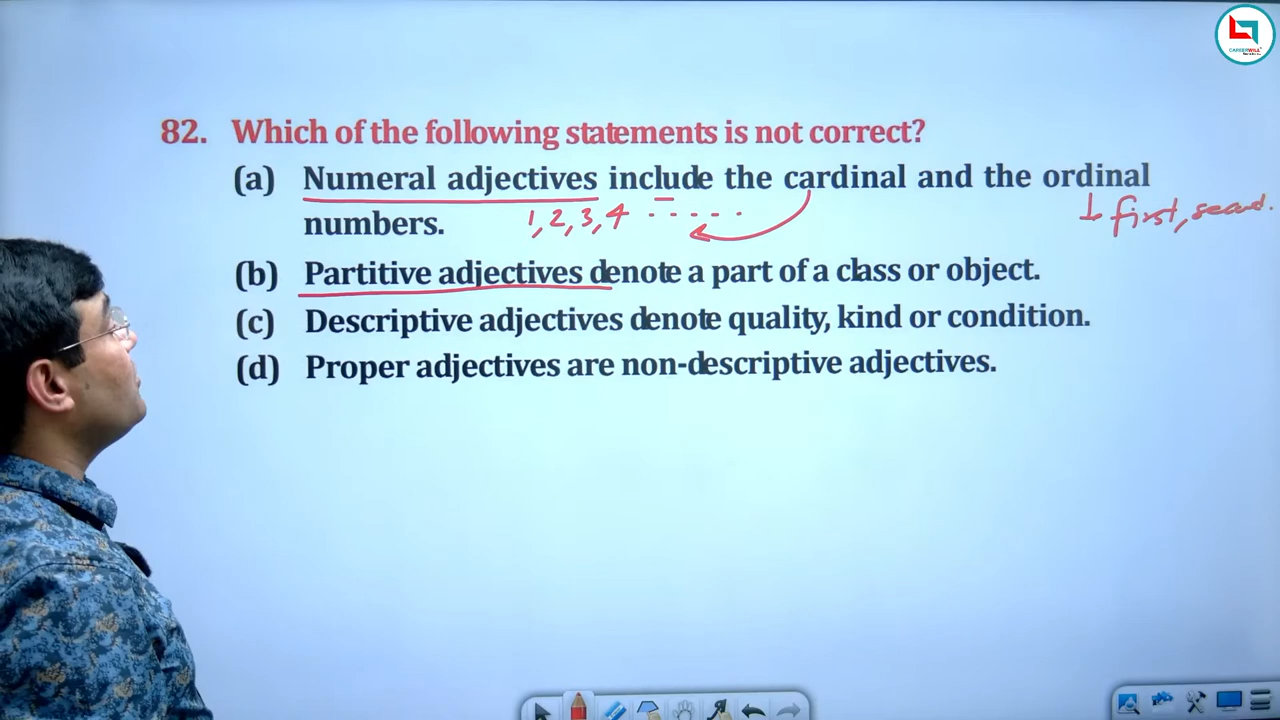 CAREERWILL
82. Which of the following statements is not correct?
(a) Numeral adjectives include the cardinal and the ordinal
numbers. 1, 2, 3, 4 ..... first, second.
(b) Partitive adjectives denote a part of a class or object.
(c) Descriptive adjectives denote quality, kind or condition.
(d) Proper adjectives are non-descriptive adjectives.